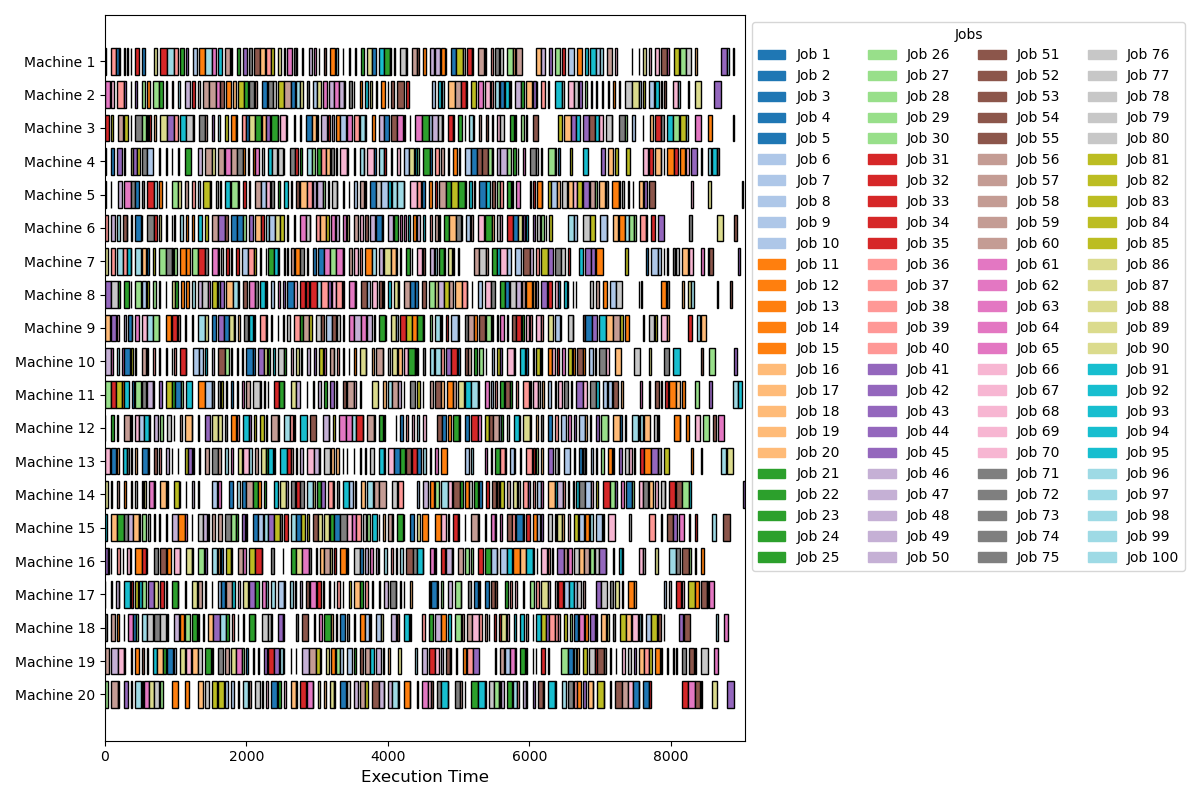 Machine 1
Machine 2
Machine 3
Machine 4
Machine 5
Machine 6
Machine 7
Machine 8
Machine 9
Machine 10
Machine 11
Machine 12
Machine 13
Machine 14
Machine 15
Machine 16
Machine 17
Machine 18
Machine 19
Machine 20
0 2000 4000 6000 8000
Execution Time
Jobs
Job 1 Job 26 Job 51 Job 76
Job 2 Job 27 Job 52 Job 77
Job 3 Job 28 Job 53 Job 78
Job 4 Job 29 Job 54 Job 79
Job 5 Job 30 Job 55 Job 80
Job 6 Job 31 Job 56 Job 81
Job 7 Job 32 Job 57 Job 82
Job 8 Job 33 Job 58 Job 83
Job 9 Job 34 Job 59 Job 84
Job 10 Job 35 Job 60 Job 85
Job 11 Job 36 Job 61 Job 86
Job 12 Job 37 Job 62 Job 87
Job 13 Job 38 Job 63 Job 88
Job 14 Job 39 Job 64 Job 89
Job 15 Job 40 Job 65 Job 90
Job 16 Job 41 Job 66 Job 91
Job 17 Job 42 Job 67 Job 92
Job 18 Job 43 Job 68 Job 93
Job 19 Job 44 Job 69 Job 94
Job 20 Job 45 Job 70 Job 95
Job 21 Job 46 Job 71 Job 96
Job 22 Job 47 Job 72 Job 97
Job 23 Job 48 Job 73 Job 98
Job 24 Job 49 Job 74 Job 99
Job 25 Job 50 Job 75 Job 100